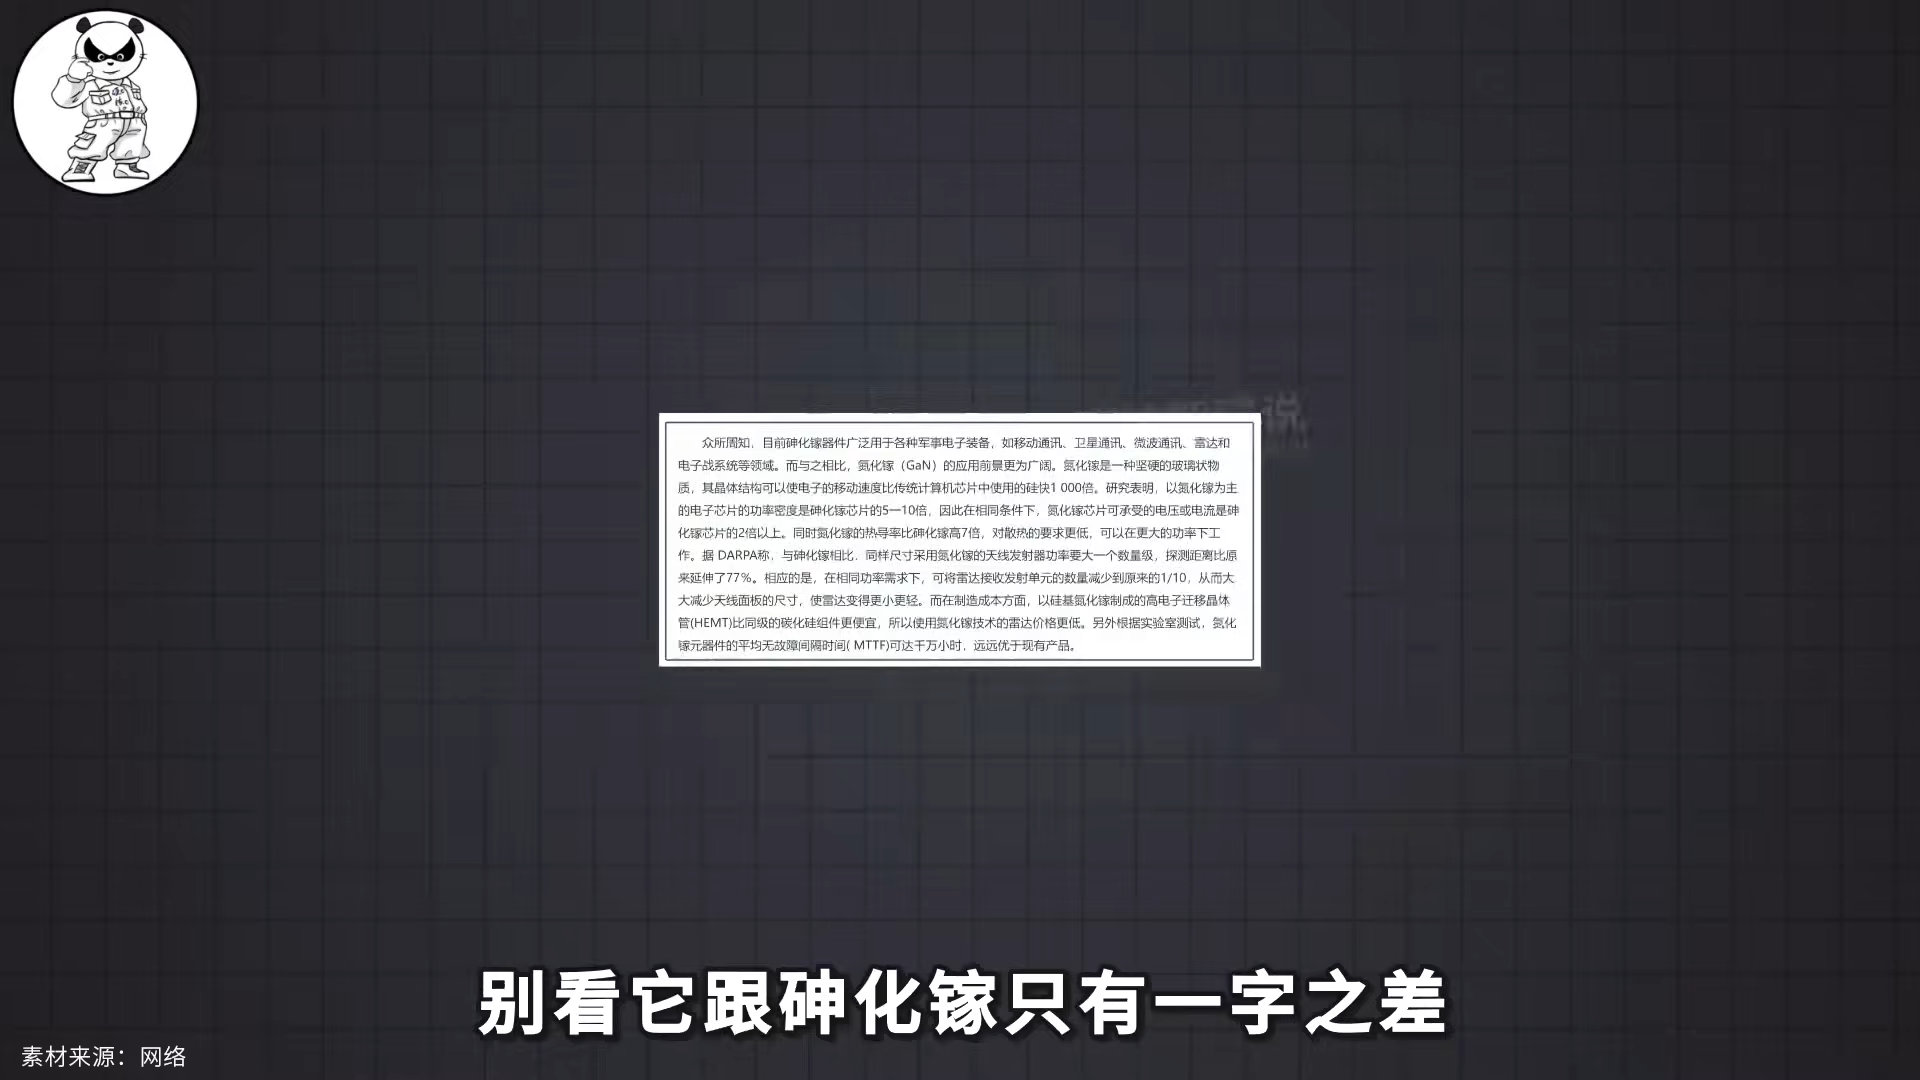 说
众所周知，目前砷化镓器件广泛用于各种军事电子装备，如移动通讯、卫星通讯、微波通讯、雷达和
电子战系统等领域。而与之相比，氮化镓（GaN）的应用前景更为广阔。氮化镓是一种坚硬的玻璃状物
质，其晶体结构可以使电子的移动速度比传统计算机芯片中使用的硅快1 000倍。研究表明，以氮化镓为主
的电子芯片的功率密度是砷化镓芯片的5一10倍，因此在相同条件下，氮化镓芯片可承受的电压或电流是砷
化镓芯片的2倍以上。同时氮化镓的热导率比砷化镓高7倍，对散热的要求更低，可以在更大的功率下工
作。据 DARPA称．与砷化镓相比．同样尺寸采用氮化镓的天线发射器功率要大一个数量级，探测距离比原
来延伸了77%。相应的是，在相同功率需求下，可将雷达接收发射单元的数量减少到原来的1/10，从而大
大减少天线面板的尺寸，使雷达变得更小更轻。而在制造成本方面，以硅基氮化镓制成的高电子迁移晶体
管(HEMT)比同级的碳化硅组件更便宜，所以使用氮化镓技术的雷达价格更低。另外根据实验室测试，氮化
镓元器件的平均无故障间隔时间( MTTF)可达千万小时，远远优于现有产品。
别看它跟砷化镓只有一字之差
素材来源：网络